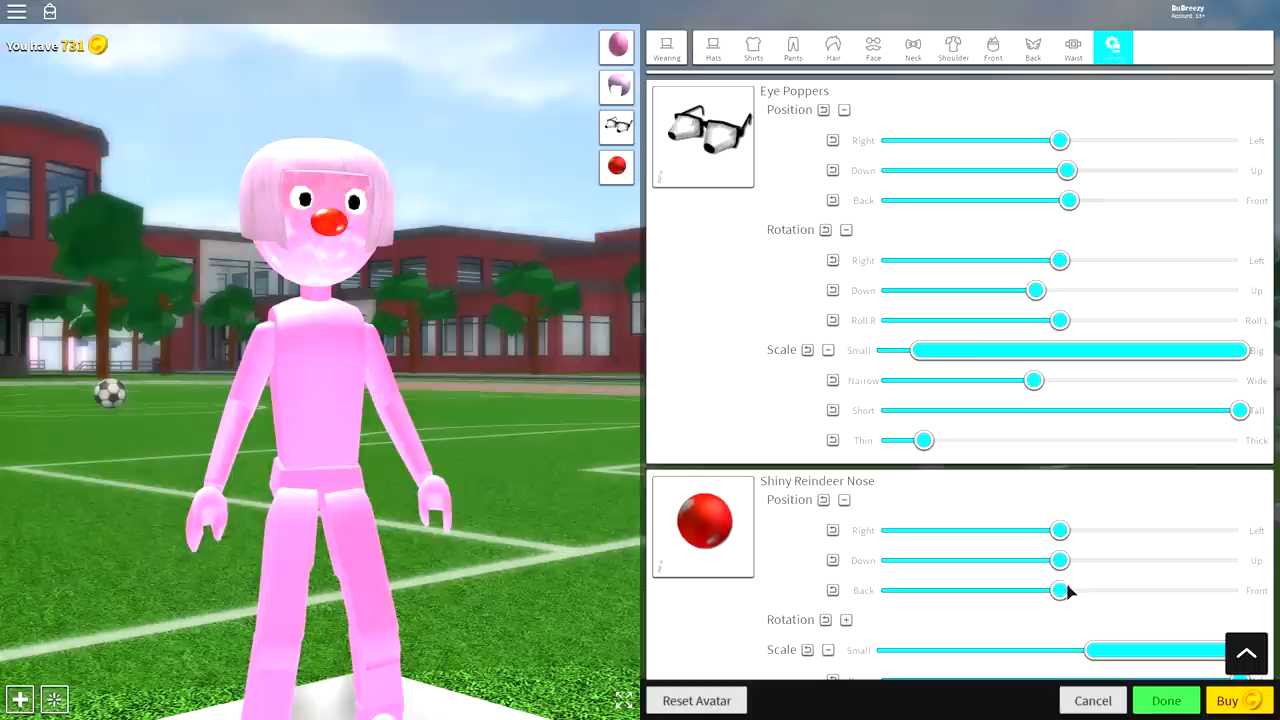 BuBreezy
Account_13+
You have 731
Wearing
Hats
Shirts
Pants
Hair
Face
Neck
Shoulder
Front
Back
Waist
Eye Poppers
Position
Right
Left
Down
Up
Back
Front
Rotation
Right
Left
Down
Up
Roll R
Roll L
Scale
Small
Big
Narrow
Wide
Short
Tall
Thin
Thick
Shiny Reindeer Nose
Position
Right
Left
Down
Up
Back
Front
Rotation
Scale
Small
Reset Avatar
Cancel
Done
Buy